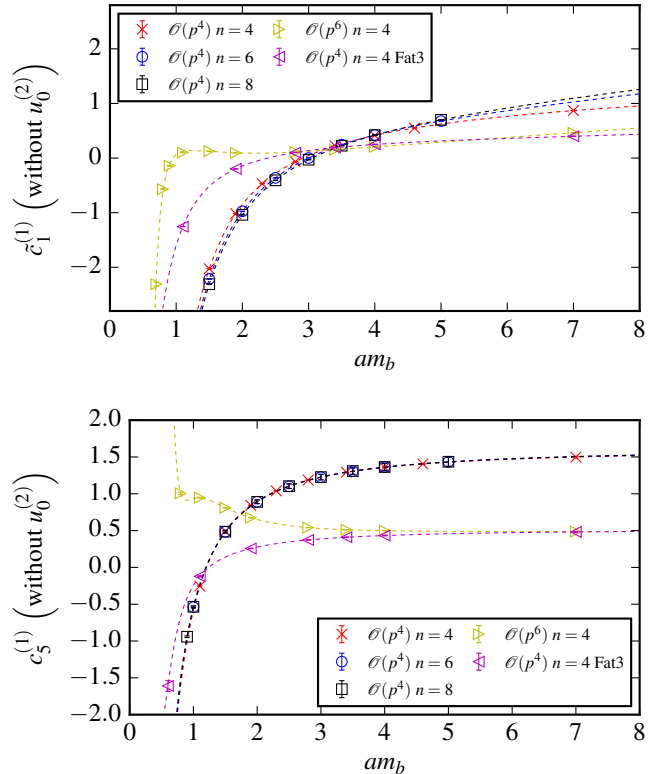 𝒪(p⁴) n = 4
𝒪(p⁴) n = 6
𝒪(p⁴) n = 8
𝒪(p⁶) n = 4
𝒪(p⁴) n = 4 Fat3
c̃₁⁽¹⁾ (without u₀⁽²⁾)
2
1
0
−1
−2
0 1 2 3 4 5 6 7 8
am_b
c₅⁽¹⁾ (without u₀⁽²⁾)
2.0
1.5
1.0
0.5
0.0
−0.5
−1.0
−1.5
−2.0
𝒪(p⁴) n = 4
𝒪(p⁴) n = 6
𝒪(p⁴) n = 8
𝒪(p⁶) n = 4
𝒪(p⁴) n = 4 Fat3
0 1 2 3 4 5 6 7 8
am_b